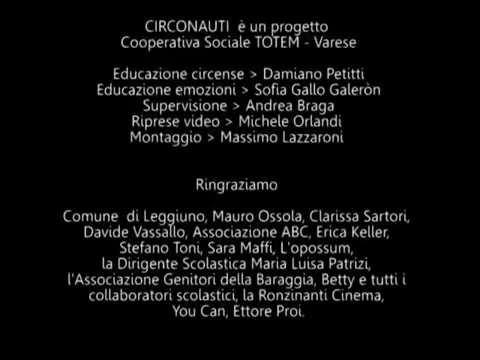 CIRCONAUTI è un progetto
Cooperativa Sociale TOTEM - Varese
Educazione circense > Damiano Petitti
Educazione emozioni > Sofia Gallo Galeròn
Supervisione > Andrea Braga
Riprese video > Michele Orlandi
Montaggio > Massimo Lazzaroni
Ringraziamo
Comune di Leggiuno, Mauro Ossola, Clarissa Sartori,
Davide Vassallo, Associazione ABC, Erica Keller,
Stefano Toni, Sara Maffi, L'opossum,
la Dirigente Scolastica Maria Luisa Patrizi,
l'Associazione Genitori della Baraggia, Betty e tutti i
collaboratori scolastici, la Ronzinanti Cinema,
You Can, Ettore Proi.